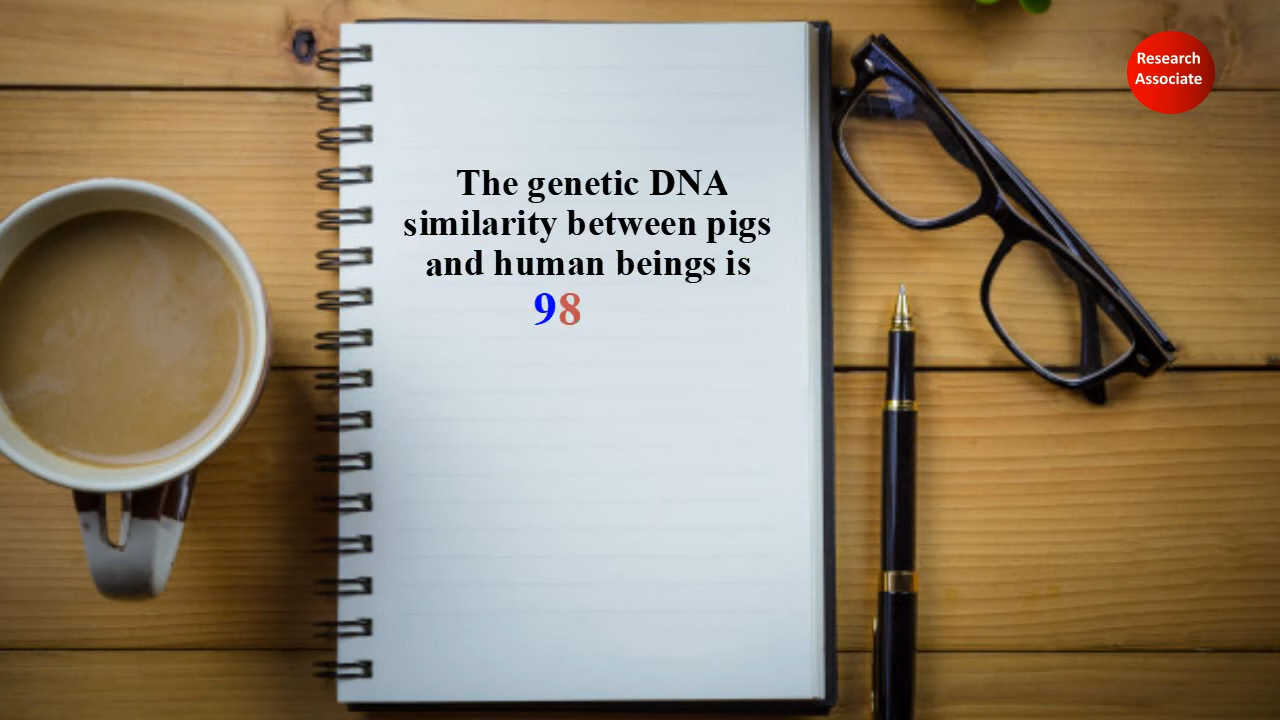 The genetic DNA
similarity between pigs
and human beings is
98
Research
Associate